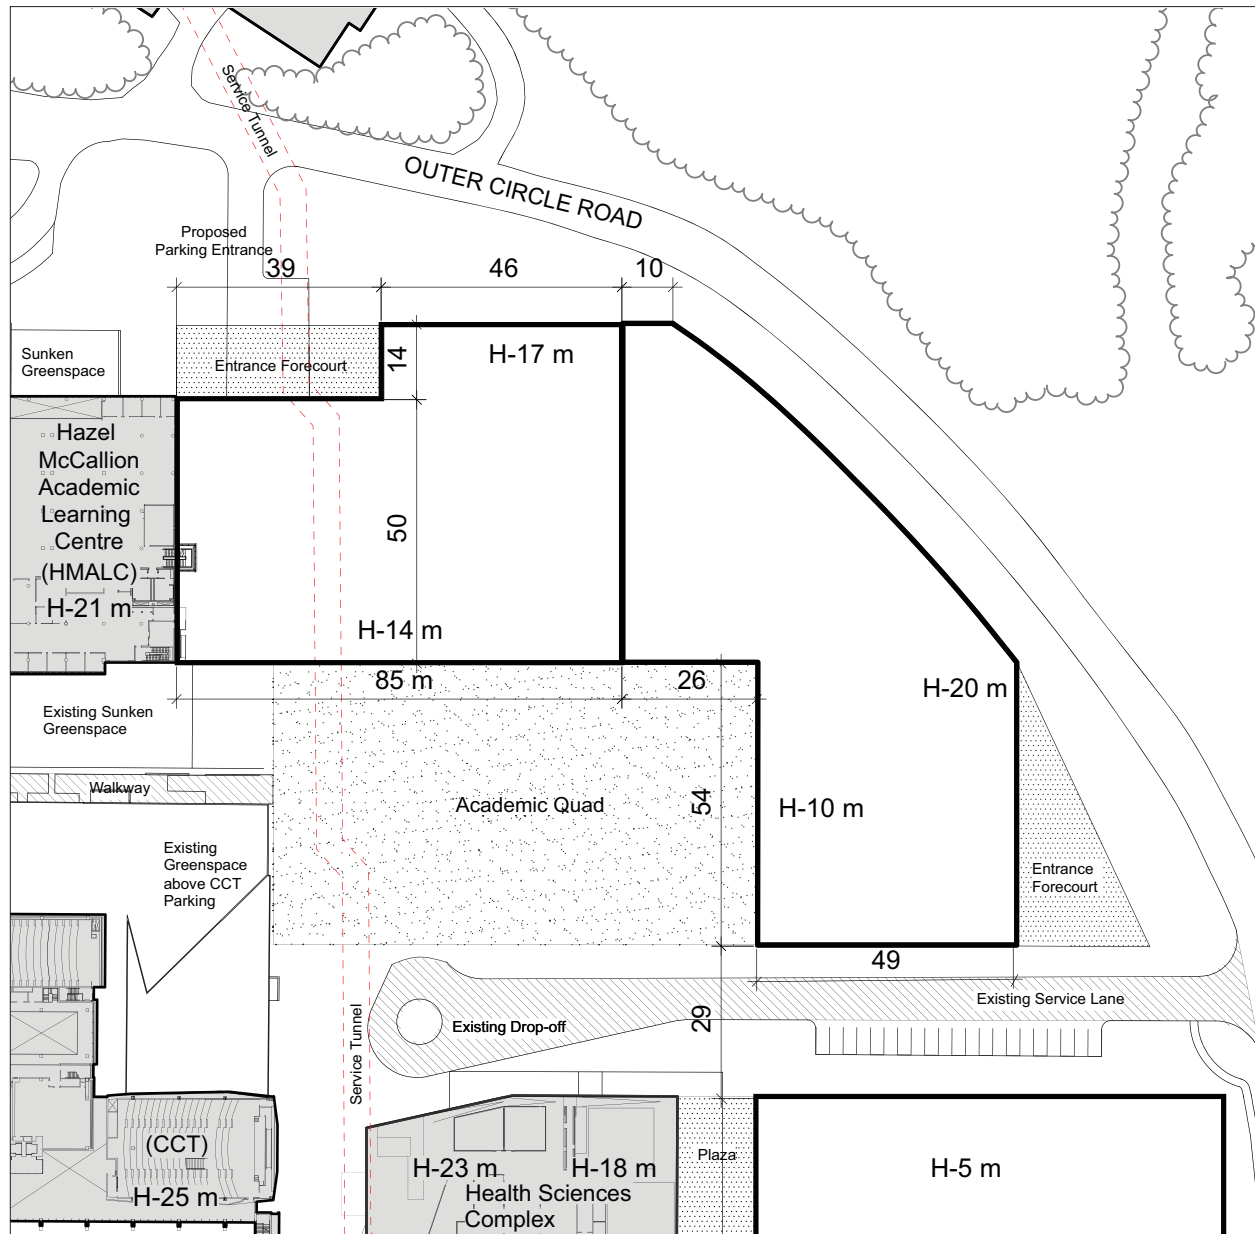 Service Tunnel
OUTER CIRCLE ROAD
Proposed
Parking Entrance
39
46
10
Sunken
Greenspace
Entrance Forecourt
14
H-17 m
Hazel
McCallion
Academic
Learning
Centre
(HMALC)
H-21 m
50
H-14 m
85 m
26
H-20 m
Existing Sunken
Greenspace
Walkway
Academic Quad
54
H-10 m
Existing
Greenspace
above CCT
Parking
Entrance
Forecourt
49
Existing Service Lane
Existing Drop-off
29
Service Tunnel
(CCT)
H-25 m
H-23 m
H-18 m
Health Sciences
Complex
Plaza
H-5 m